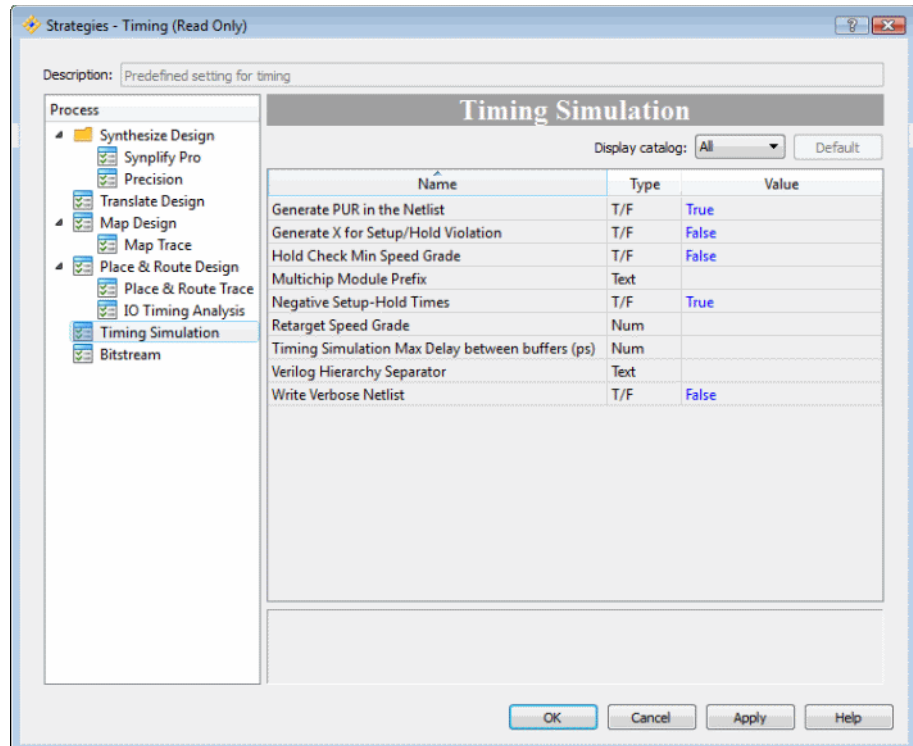 Strategies - Timing (Read Only)
Description: Predefined setting for timing
Process
Synthesize Design
Synplify Pro
Precision
Translate Design
Map Design
Map Trace
Place & Route Design
Place & Route Trace
IO Timing Analysis
Timing Simulation
Bitstream
Timing Simulation
Display catalog: All Default
Name Type Value
Generate PUR in the Netlist T/F True
Generate X for Setup/Hold Violation T/F False
Hold Check Min Speed Grade T/F False
Multichip Module Prefix Text
Negative Setup-Hold Times T/F True
Retarget Speed Grade Num
Timing Simulation Max Delay between buffers (ps) Num
Verilog Hierarchy Separator Text
Write Verbose Netlist T/F False
OK Cancel Apply Help